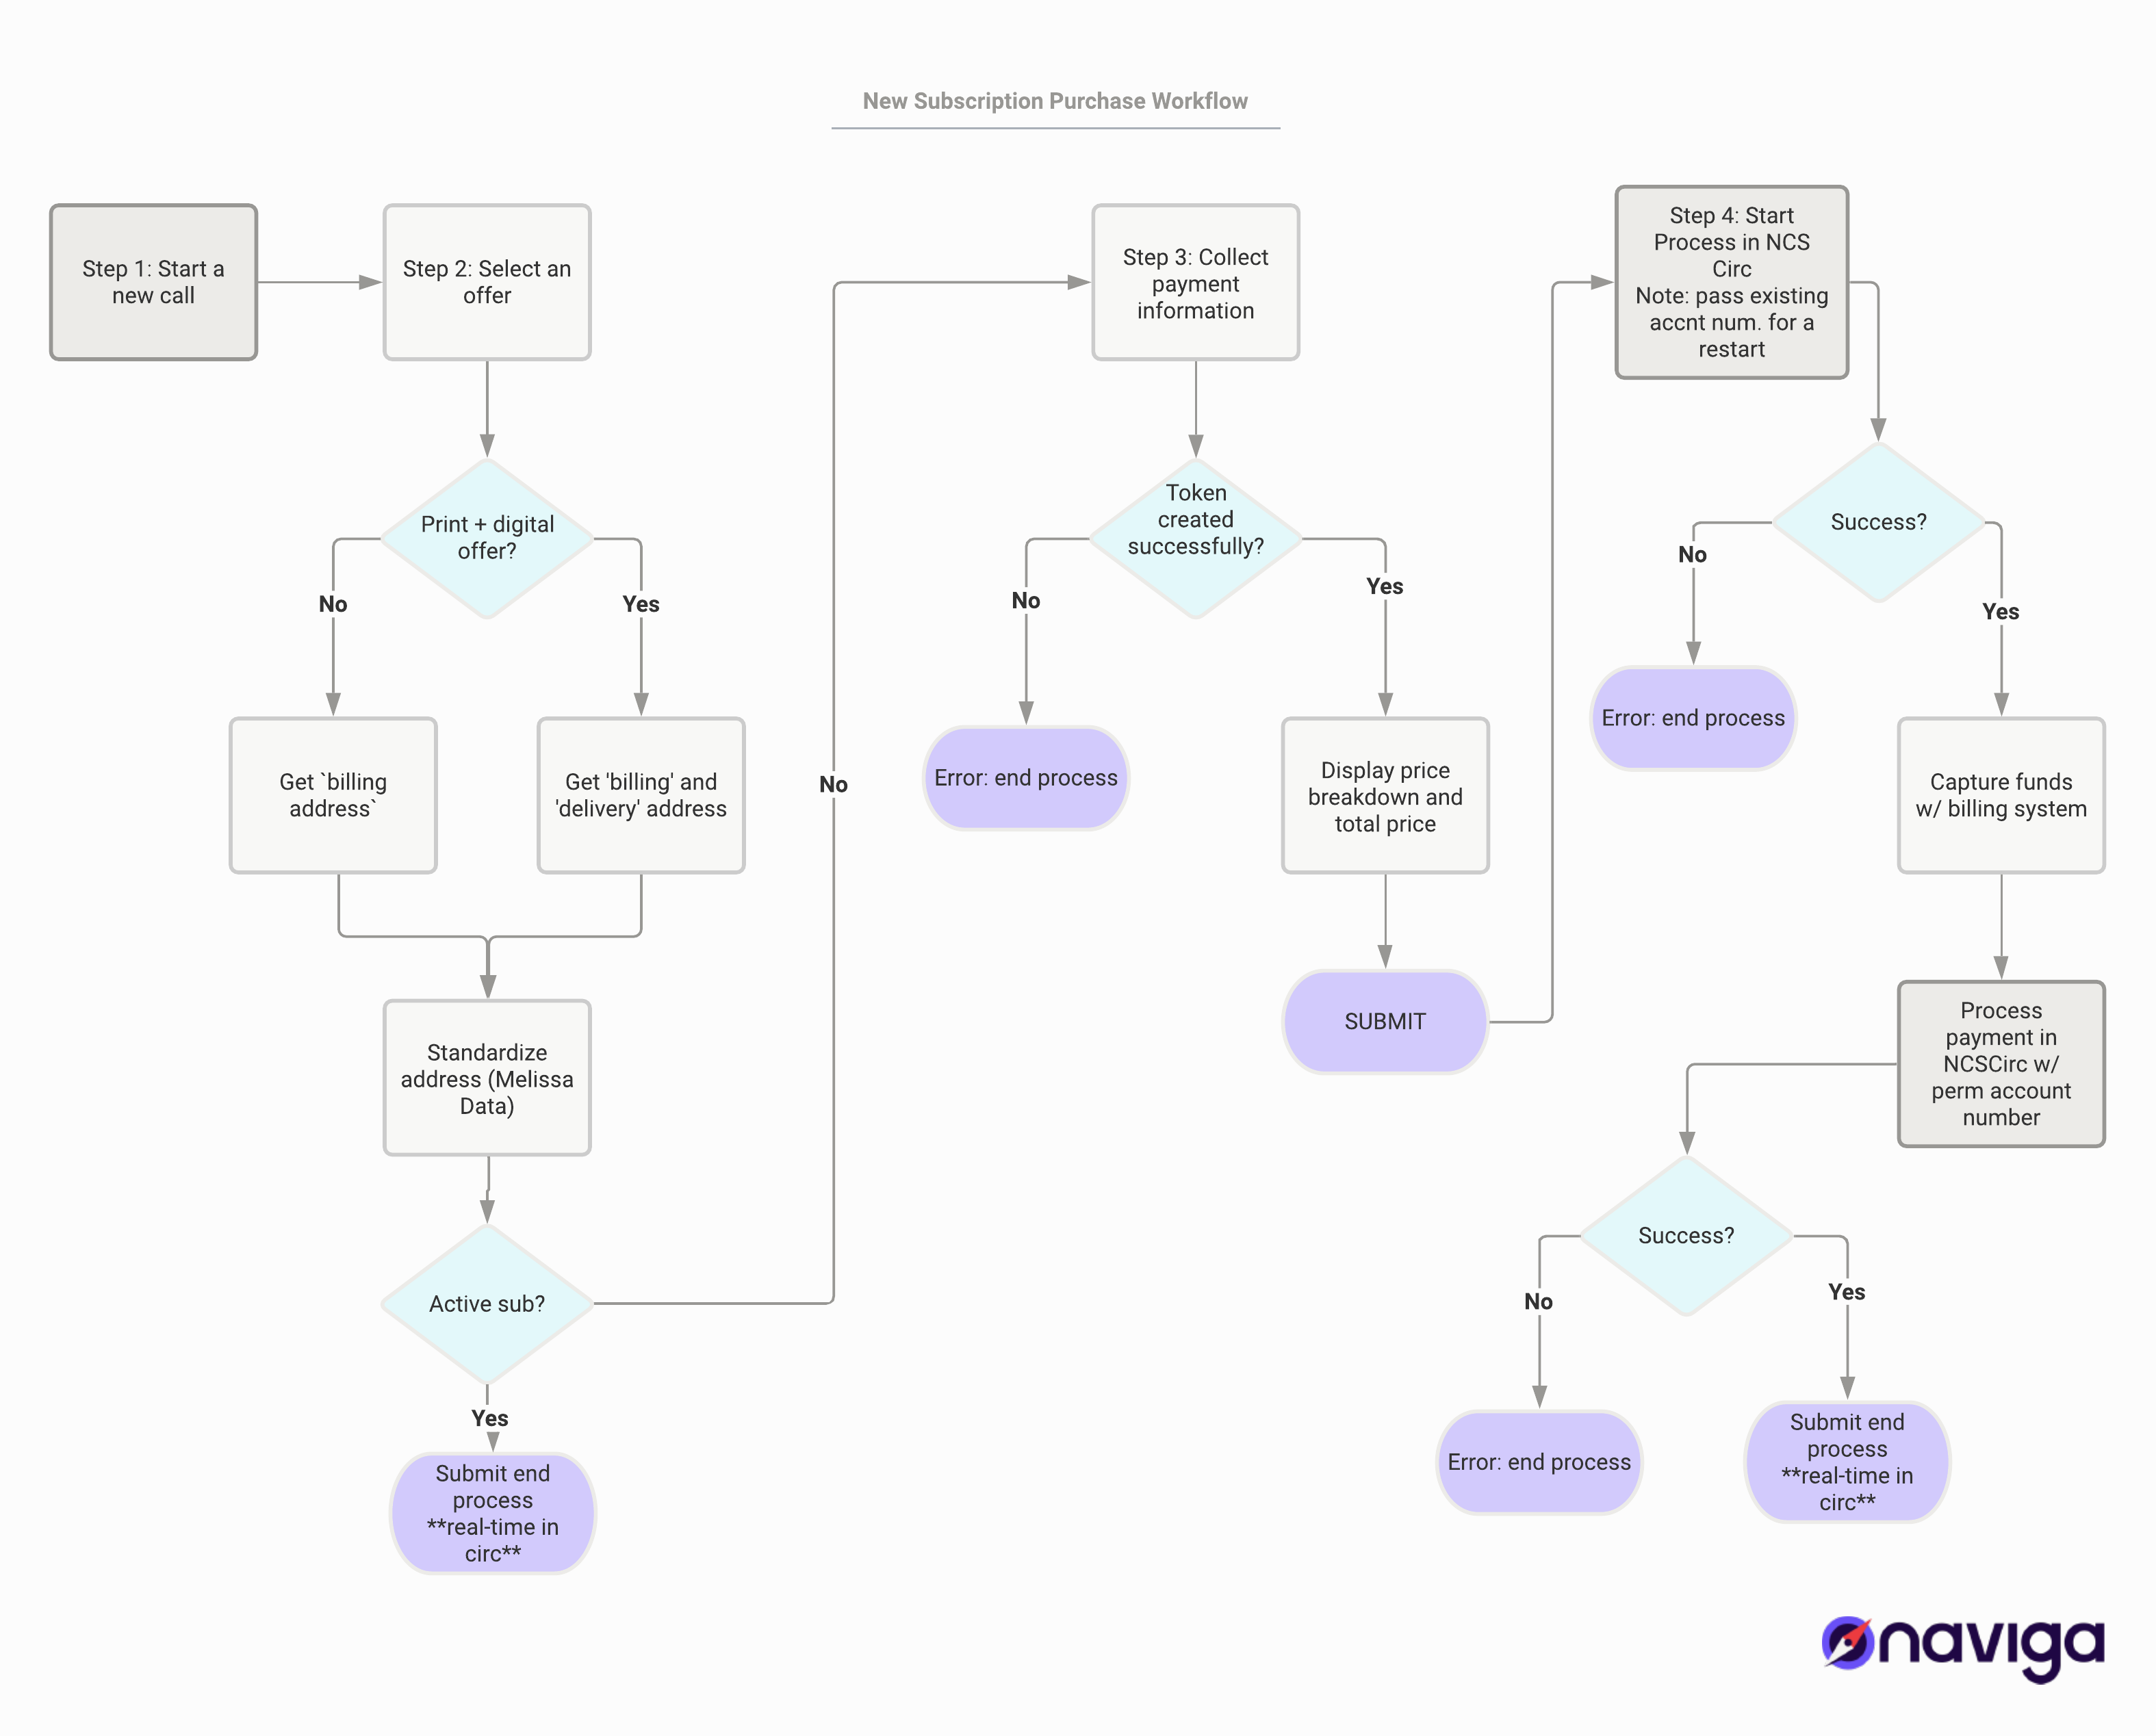 New Subscription Purchase Workflow
Step 1: Start a
new call
Step 2: Select an
offer
Print + digital
offer?
No
Yes
Get `billing
address`
Get 'billing' and
'delivery' address
Standardize
address (Melissa
Data)
Active sub?
Yes
Submit end
process
**real-time in
circ**
No
Step 3: Collect
payment
information
Token
created
successfully?
No
Yes
Error: end process
Display price
breakdown and
total price
SUBMIT
Step 4: Start
Process in NCS
Circ
Note: pass existing
accnt num. for a
restart
Success?
No
Yes
Error: end process
Capture funds
w/ billing system
Process
payment in
NCSCirc w/
perm account
number
Success?
No
Yes
Error: end process
Submit end
process
**real-time in
circ**
naviga